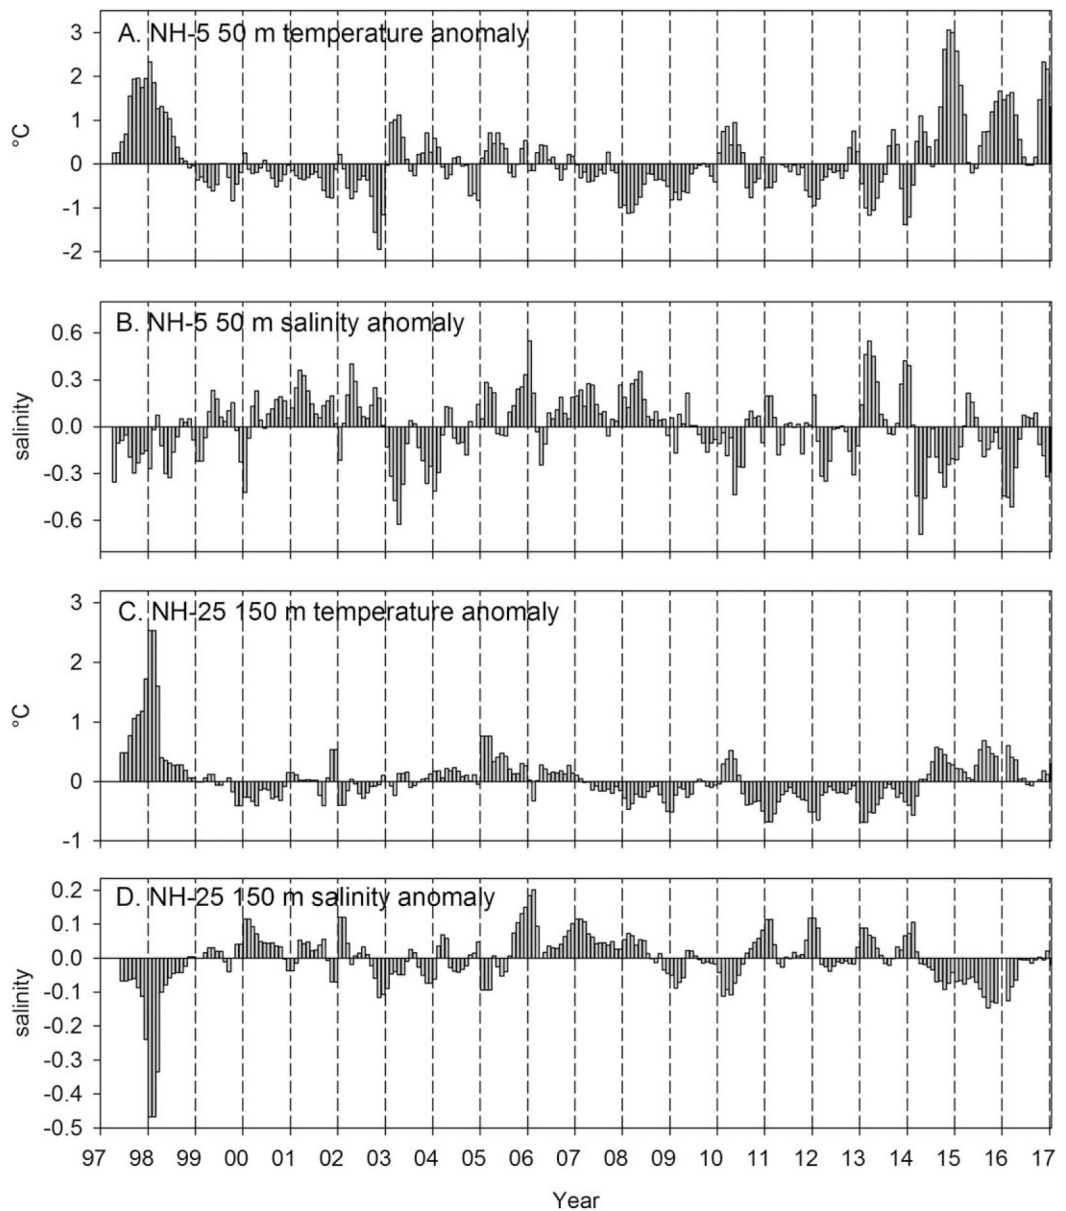 A. NH-5 50 m temperature anomaly
3
2
1
0
-1
-2
°C
B. NH-5 50 m salinity anomaly
0.6
0.3
0.0
-0.3
-0.6
salinity
C. NH-25 150 m temperature anomaly
3
2
1
0
-1
°C
D. NH-25 150 m salinity anomaly
0.2
0.1
0.0
-0.1
-0.2
-0.3
-0.4
-0.5
salinity
97 98 99 00 01 02 03 04 05 06 07 08 09 10 11 12 13 14 15 16 17
Year